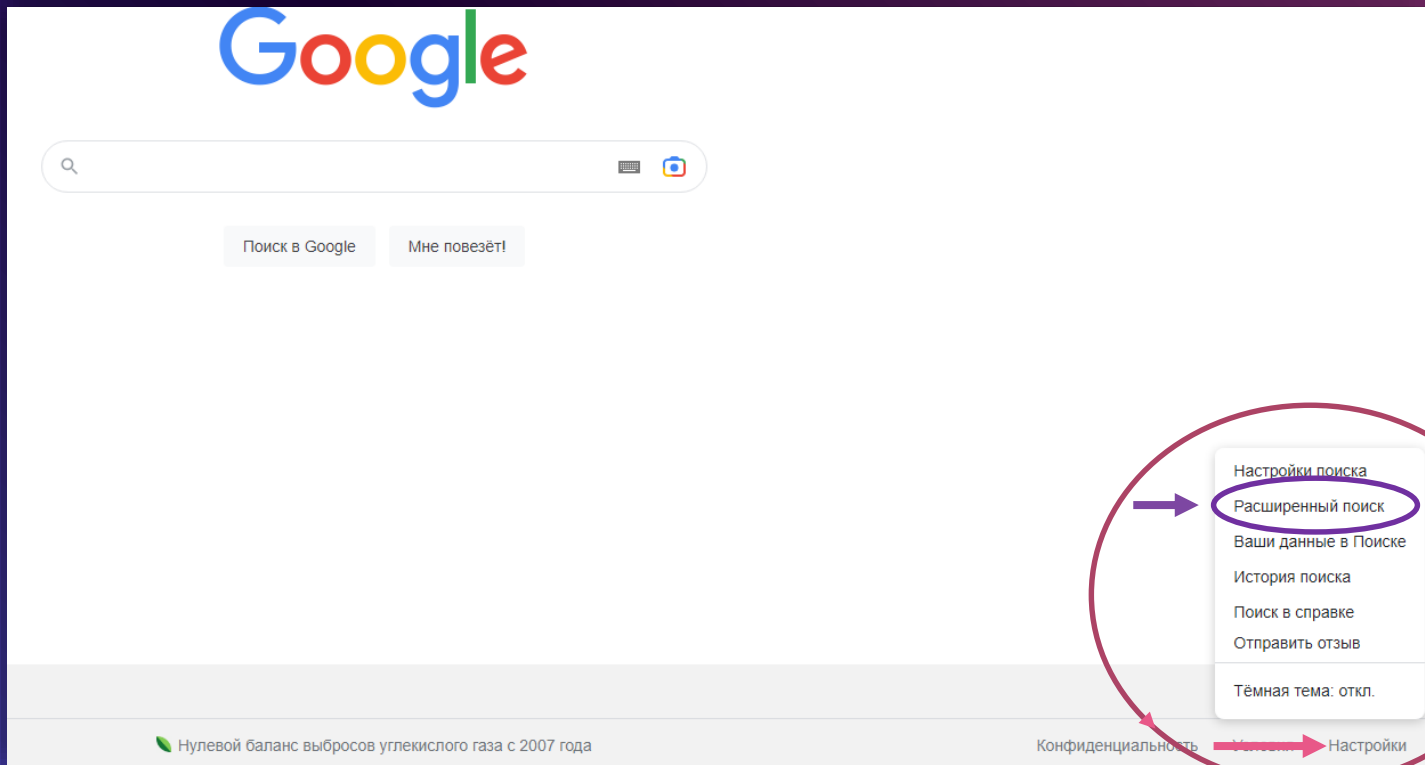 Google
Поиск в Google Мне повезёт!
Настройки поиска
Расширенный поиск
Ваши данные в Поиске
История поиска
Поиск в справке
Отправить отзыв
Тёмная тема: откл.
Нулевой баланс выбросов углекислого газа с 2007 года Конфиденциальность Настройки